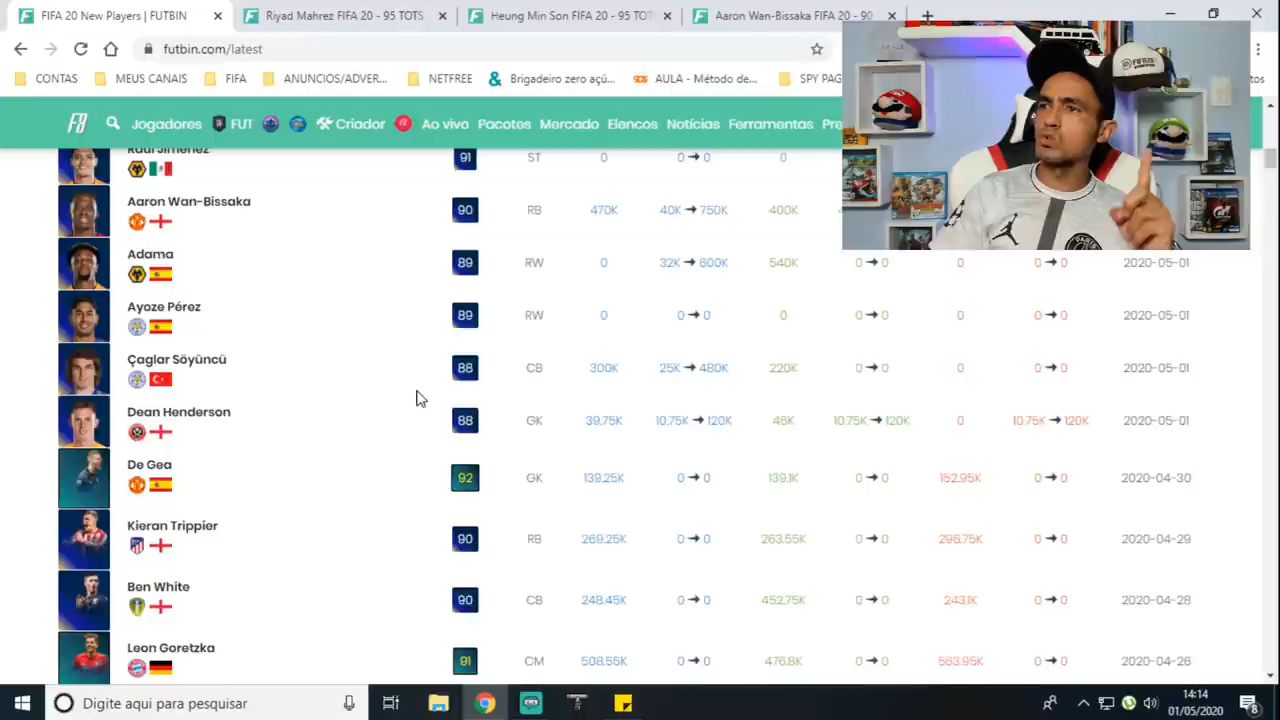 FIFA 20 New Players | FUTBIN
Riyad Mahrez FIFA 20 - 95 TOTS
Heung Min Son FIFA 20 - 95 TOTS
Aaron Wan-Bissaka FIFA 20 - 90
futbin.com/latest
CONTAS MEUS CANAIS FIFA ANUNCIOS/ADVER... NETFREE Brigadeiro zero açú... AULA - Método de... SPY PAG
F8 FUT Ao vivo Pacotes Mercado Elencos Notícias Ferramentas
Raúl Jiménez 91 ST 0 0 → 0 0
Aaron Wan-Bissaka 90 RB 470K 40K → 750K 400K
Adama 89 RW 0 32K → 600K 540K 0 → 0 0 0 → 0 2020-05-01
Ayoze Pérez 89 RW 0 0 → 0 0 0 → 0 0 0 → 0 2020-05-01
Çaglar Söyüncü 88 CB 300K 25K → 480K 220K 0 → 0 0 0 → 0 2020-05-01
Dean Henderson 88 GK 39.75K 10.75K → 120K 46K 10.75K → 120K 0 10.75K → 120K 2020-05-01
De Gea 92 GK 139.25K 0 → 0 139.1K 0 → 0 152.95K 0 → 0 2020-04-30
Kieran Trippier 90 RB 269.25K 0 → 0 263.55K 0 → 0 296.75K 0 → 0 2020-04-29
Ben White 90 CB 248.45K 0 → 0 452.75K 0 → 0 243.1K 0 → 0 2020-04-28
Leon Goretzka 91 CM 508.55K 0 → 0 476.8K 0 → 0 563.95K 0 → 0 2020-04-26
Digite aqui para pesquisar
14:14
01/05/2020
8